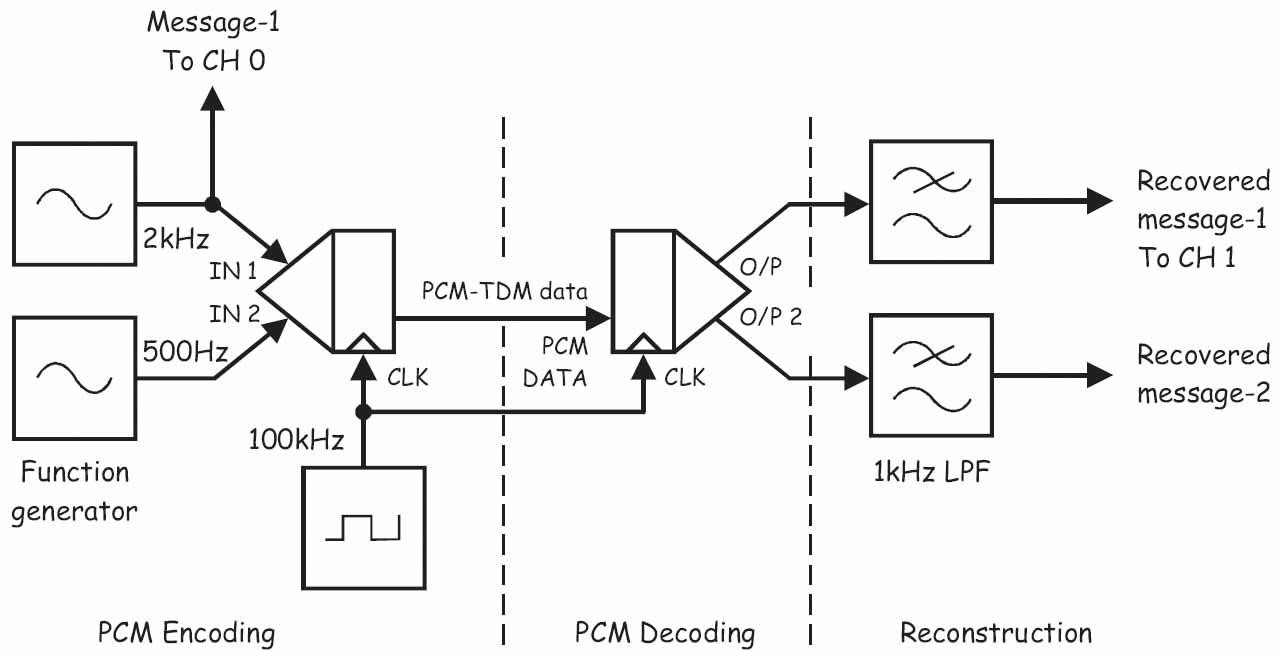 Message-1
To CH 0
2kHz
IN 1
IN 2
500Hz
Function
generator
100kHz
CLK
PCM-TDM data
PCM
DATA
CLK
O/P
O/P 2
1kHz LPF
Recovered
message-1
To CH 1
Recovered
message-2
PCM Encoding
PCM Decoding
Reconstruction